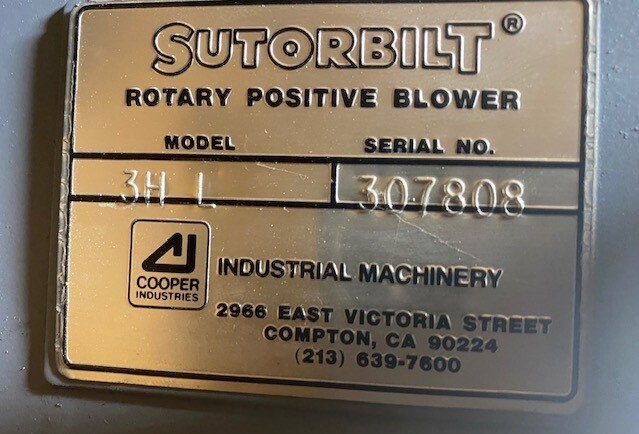 SUTORBILT®
ROTARY POSITIVE BLOWER
MODEL SERIAL NO.
3H L 307808
COOPER
INDUSTRIES
INDUSTRIAL MACHINERY
2966 EAST VICTORIA STREET
COMPTON, CA 90224
(213) 639-7600